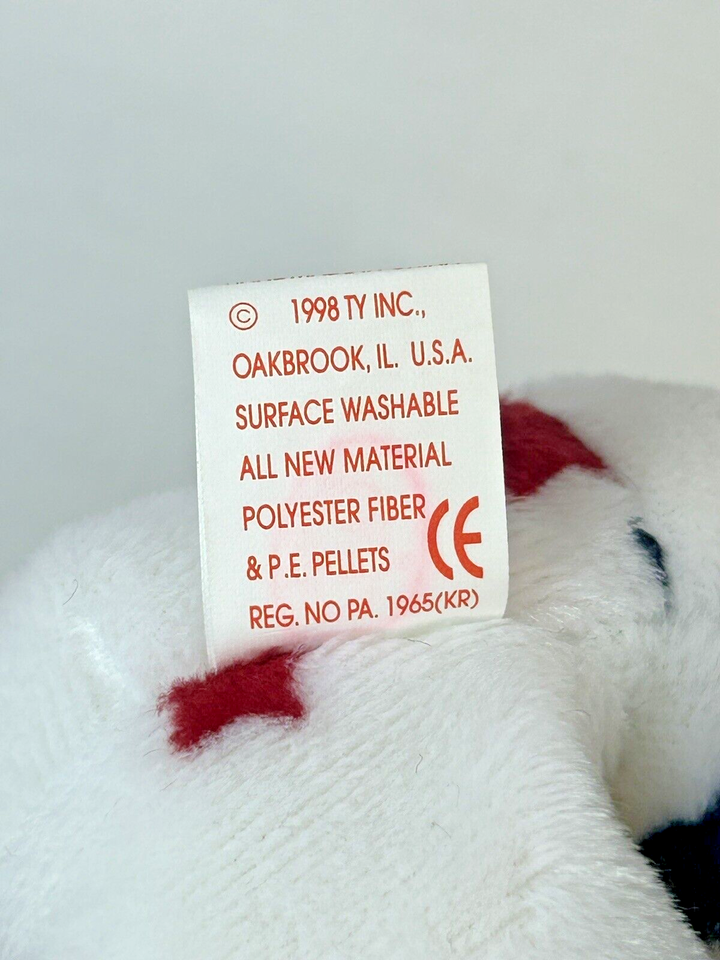 © 1998 TY INC.,
OAKBROOK, IL. U.S.A.
SURFACE WASHABLE
ALL NEW MATERIAL
POLYESTER FIBER
& P.E. PELLETS CE
REG. NO PA. 1965(KR)